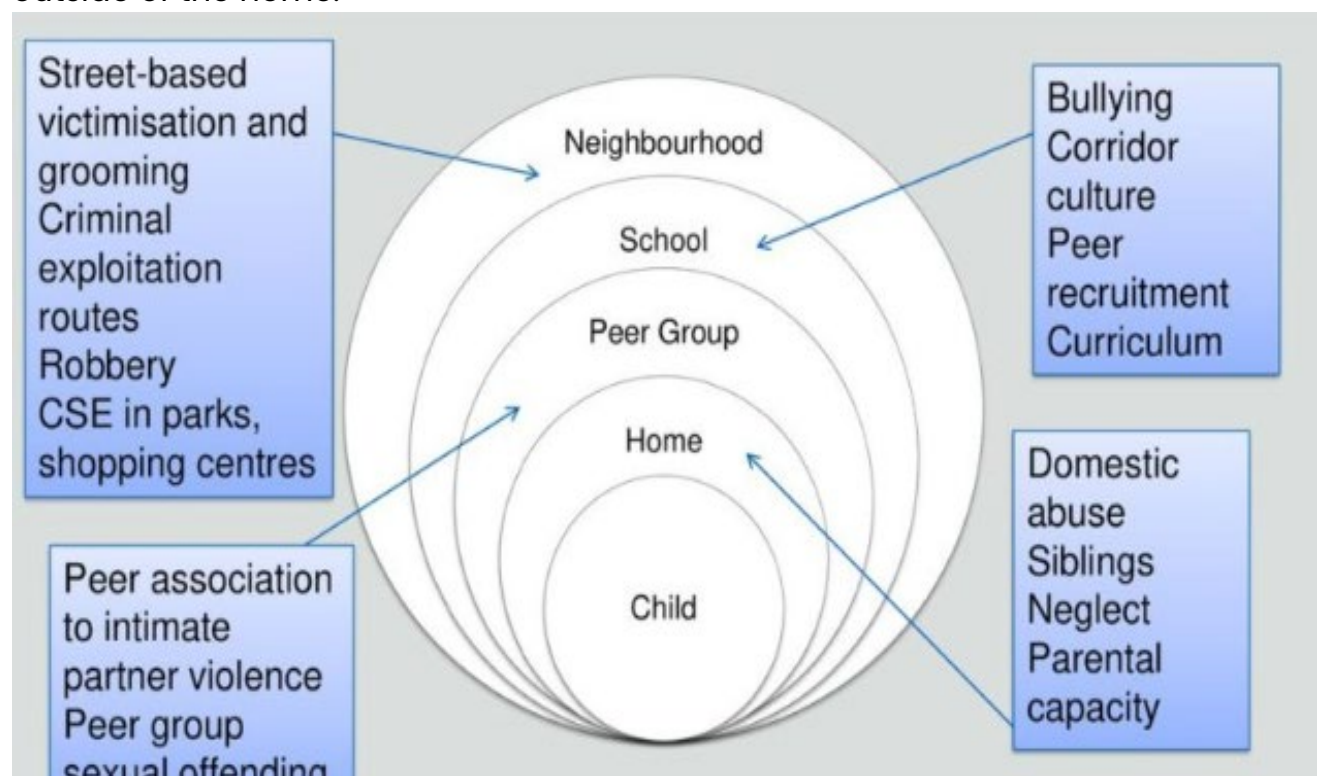 outside of the home.
Street-based
victimisation and
grooming
Criminal
exploitation
routes
Robbery
CSE in parks,
shopping centres
Peer association
to intimate
partner violence
Peer group
sexual offending
Neighbourhood
School
Peer Group
Home
Child
Bullying
Corridor
culture
Peer
recruitment
Curriculum
Domestic
abuse
Siblings
Neglect
Parental
capacity